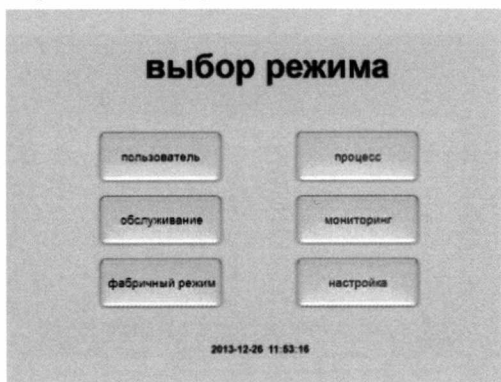 выбор режима
пользователь
процесс
обслуживание
мониторинг
фабричный режим
настройка
2013-12-26 11:53:16